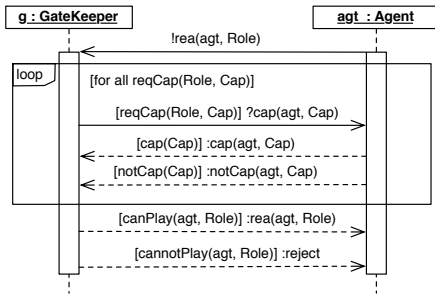 g : GateKeeper
agt : Agent
!rea(agt, Role)
loop
[for all reqCap(Role, Cap)]
[reqCap(Role, Cap)] ?cap(agt, Cap)
[cap(Cap)] :cap(agt, Cap)
[notCap(Cap)] :notCap(agt, Cap)
[canPlay(agt, Role)] :rea(agt, Role)
[cannotPlay(agt, Role)] :reject